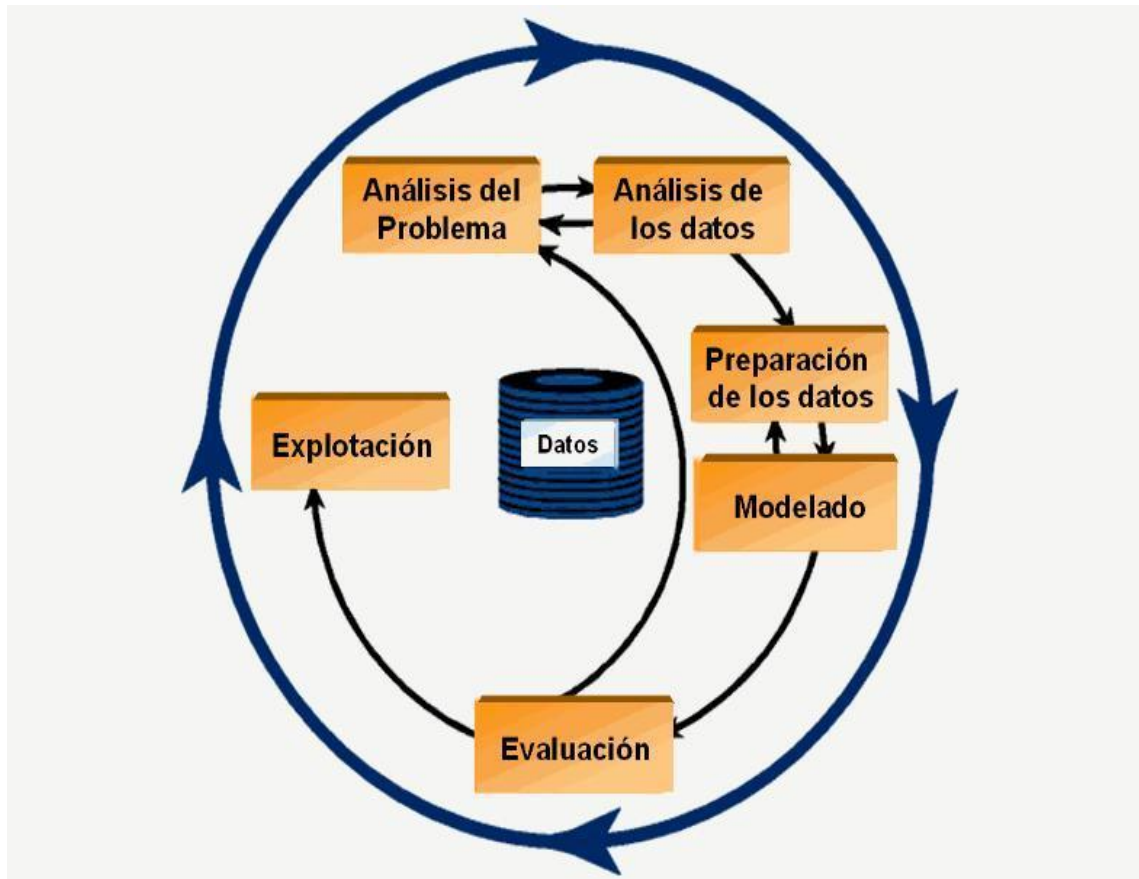 Análisis del
Problema
Análisis de
los datos
Preparación
de los datos
Explotación
Datos
Modelado
Evaluación